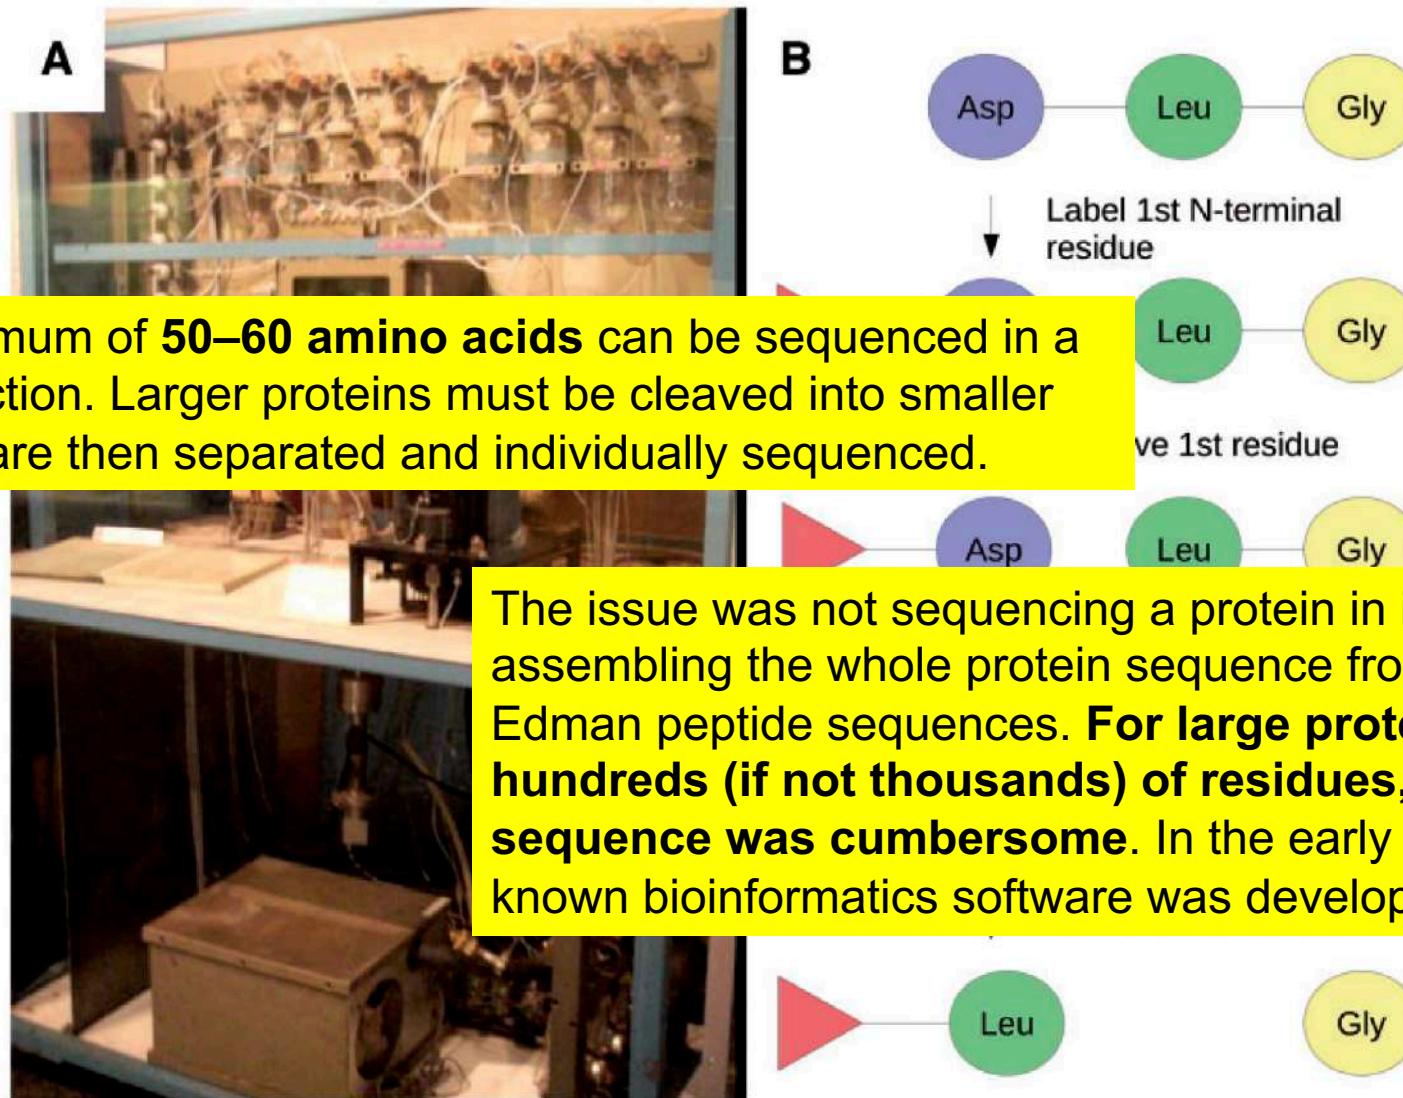 A
B
Asp Leu Gly
Label 1st N-terminal
residue
Leu Gly
mum of 50–60 amino acids can be sequenced in a
ction. Larger proteins must be cleaved into smaller
are then separated and individually sequenced.
ve 1st residue
Asp Leu Gly
The issue was not sequencing a protein in
assembling the whole protein sequence fro
Edman peptide sequences. For large prote
hundreds (if not thousands) of residues,
sequence was cumbersome. In the early
known bioinformatics software was develop
Leu Gly